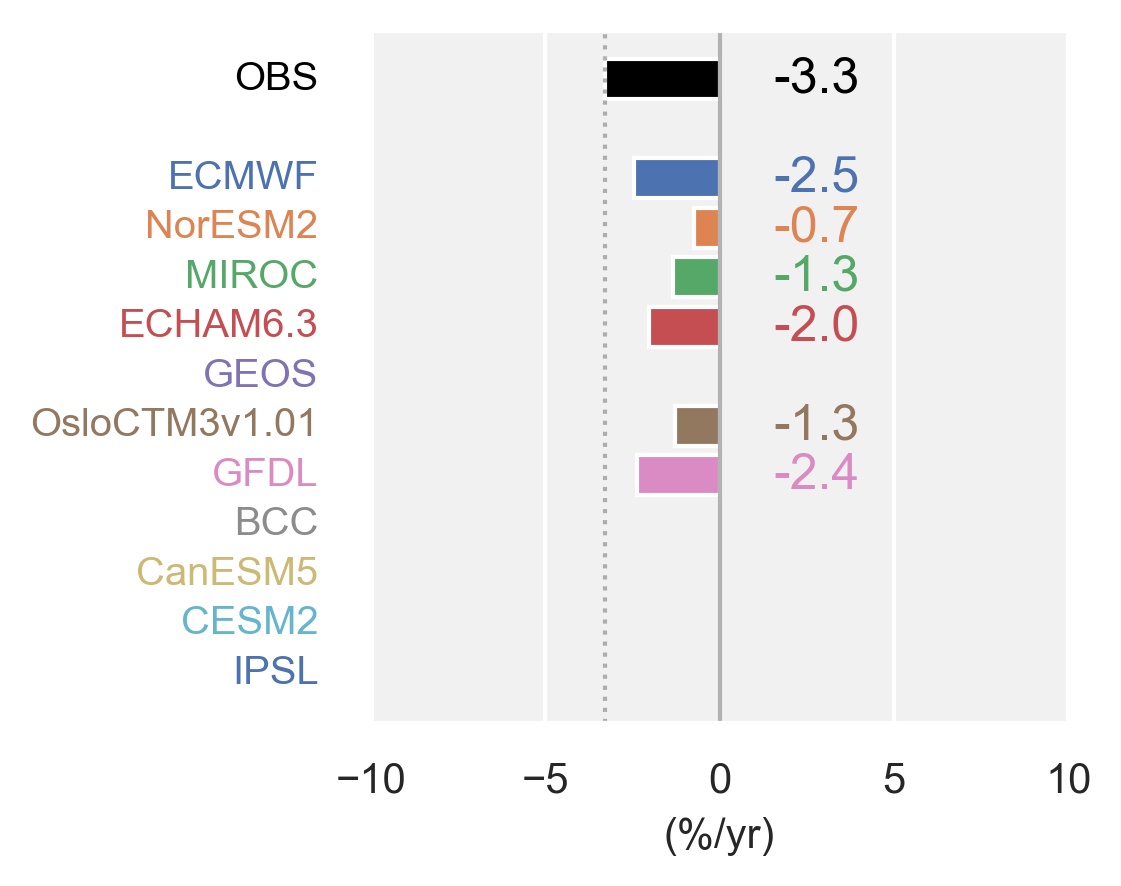 OBS -3.3
ECMWF -2.5
NorESM2 -0.7
MIROC -1.3
ECHAM6.3 -2.0
GEOS
OsloCTM3v1.01 -1.3
GFDL -2.4
BCC
CanESM5
CESM2
IPSL
−10 −5 0 5 10
(%/yr)